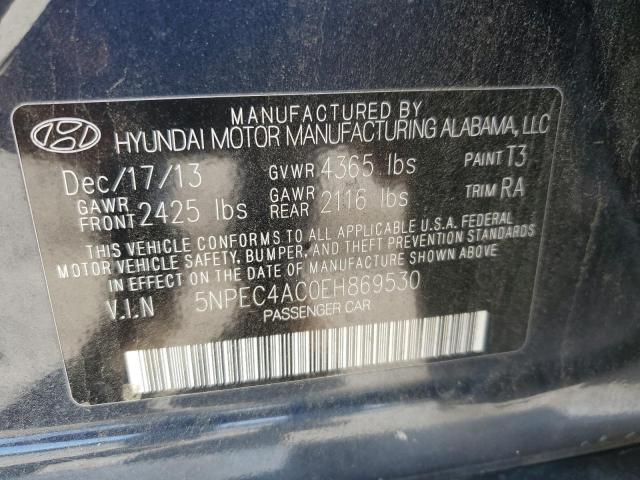 MANUFACTURED BY
HYUNDAI MOTOR MANUFACTURING ALABAMA, LLC
Dec/17/13 GVWR 4365 lbs PAINT T3
GAWR FRONT 2425 lbs GAWR REAR 2116 lbs TRIM RA
THIS VEHICLE CONFORMS TO ALL APPLICABLE U.S.A. FEDERAL
MOTOR VEHICLE SAFETY, BUMPER, AND THEFT PREVENTION STANDARDS
IN EFFECT ON THE DATE OF MANUFACTURE SHOWN ABOVE.
V.I.N 5NPEC4AC0EH869530
PASSENGER CAR